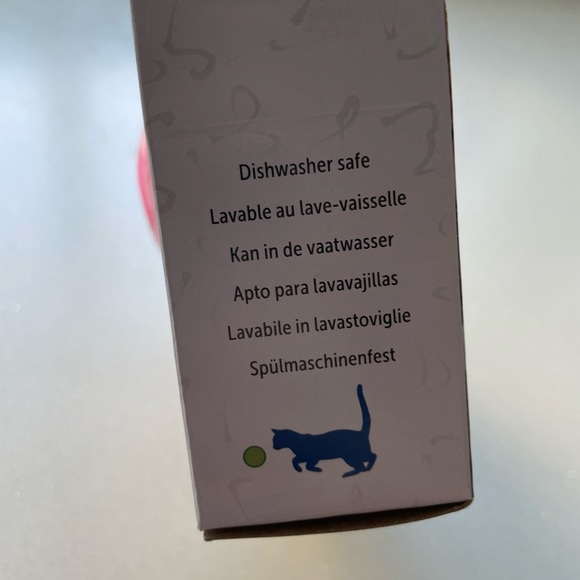 Dishwasher safe
Lavable au lave-vaisselle
Kan in de vaatwasser
Apto para lavavajillas
Lavabile in lavastoviglie
Spülmaschinenfest